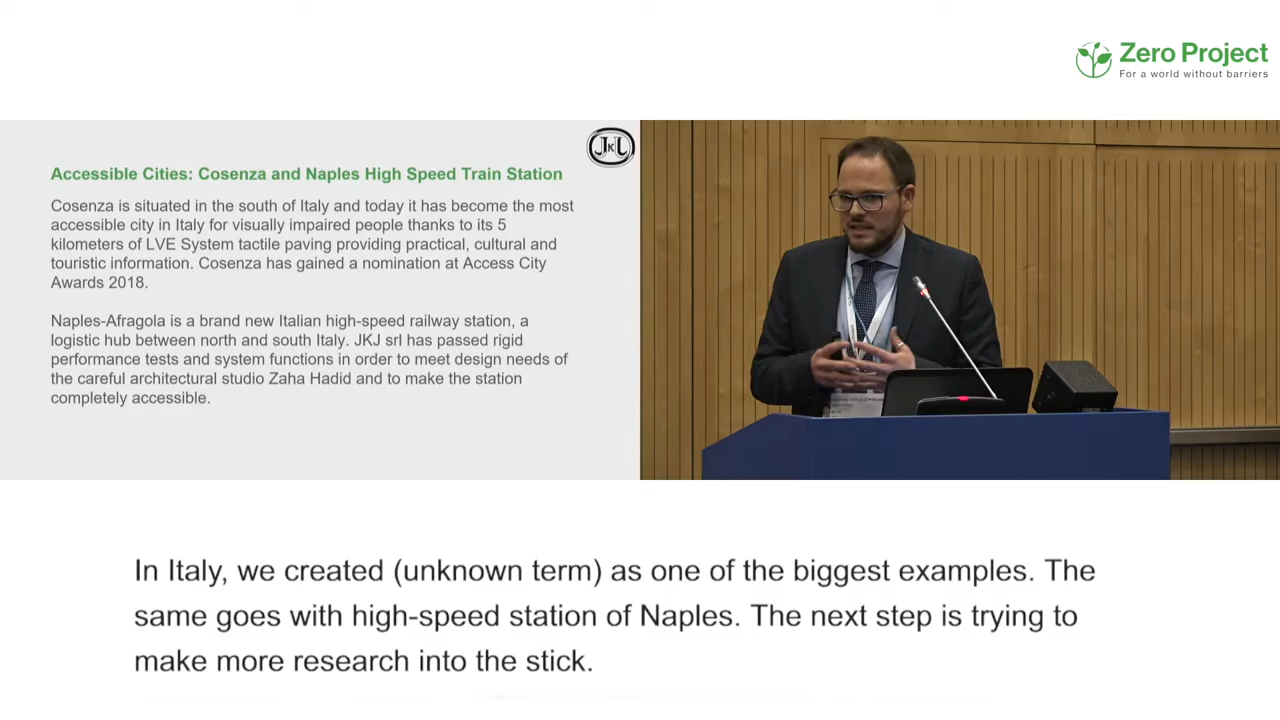 Zero Project
For a world without barriers
JKJ
Accessible Cities: Cosenza and Naples High Speed Train Station
Cosenza is situated in the south of Italy and today it has become the most
accessible city in Italy for visually impaired people thanks to its 5
kilometers of LVE System tactile paving providing practical, cultural and
touristic information. Cosenza has gained a nomination at Access City
Awards 2018.
Naples-Afragola is a brand new Italian high-speed railway station, a
logistic hub between north and south Italy. JKJ srl has passed rigid
performance tests and system functions in order to meet design needs of
the careful architectural studio Zaha Hadid and to make the station
completely accessible.
In Italy, we created (unknown term) as one of the biggest examples. The
same goes with high-speed station of Naples. The next step is trying to
make more research into the stick.